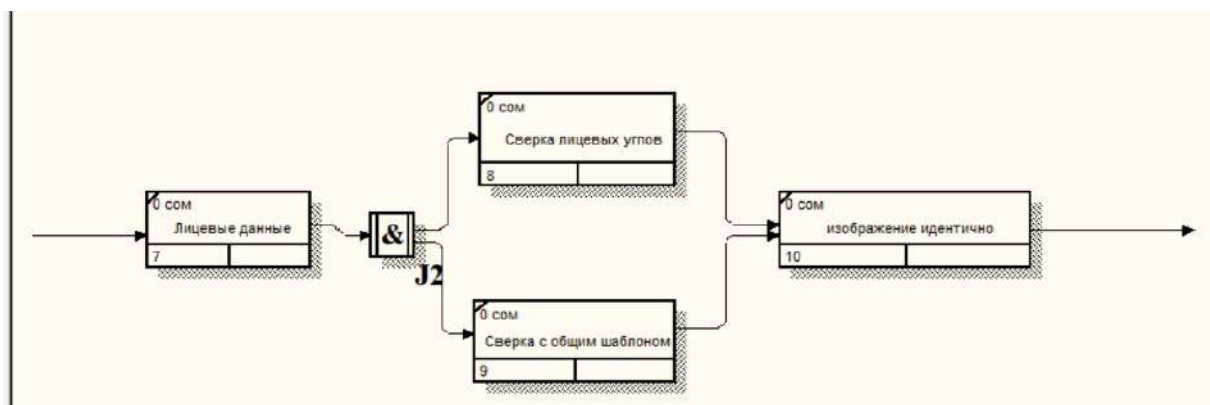 0 сом
Лицевые данные
7
&
J2
0 сом
Сверка лицевых углов
8
0 сом
Сверка с общим шаблоном
9
0 сом
изображение идентично
10